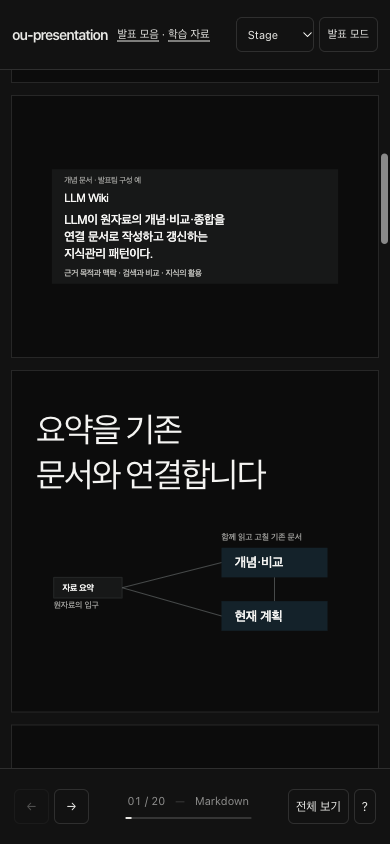 ou-presentation 발표 모음 · 학습 자료 Stage 발표 모드
개념 문서 · 발표팀 구성 예
LLM Wiki
LLM이 원자료의 개념·비교·종합을
연결 문서로 작성하고 갱신하는
지식관리 패턴이다.
근거 목적과 맥락 · 검색과 비교 · 지식의 활용
요약을 기존
문서와 연결합니다
함께 읽고 고칠 기존 문서
개념·비교
자료 요약
원자료의 입구
현재 계획
← → 01 / 20 — Markdown 전체 보기 ?